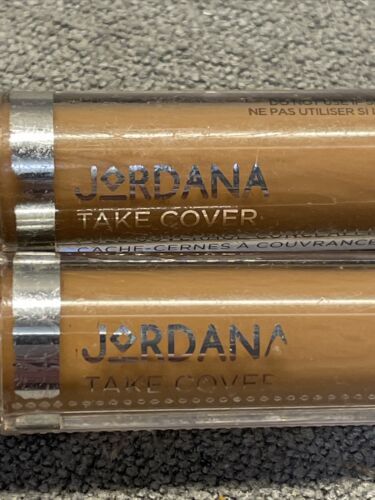 DO NOT USE IF S
NE PAS UTILISER SI
JORDANA
TAKE COVER
CACHE-CERNES À COUVRANCE
JORDANA
TAKE COVER